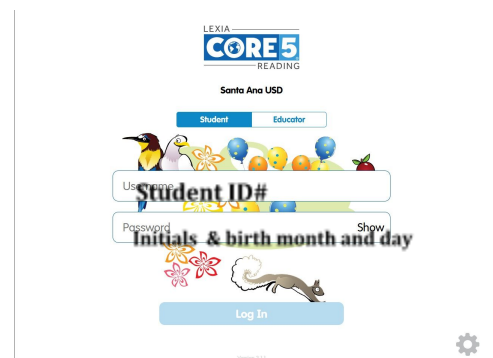 LEXIA
CORE5
READING
Santa Ana USD
Student Educator
Username
Student ID#
Password Show
Initials & birth month and day
Log In